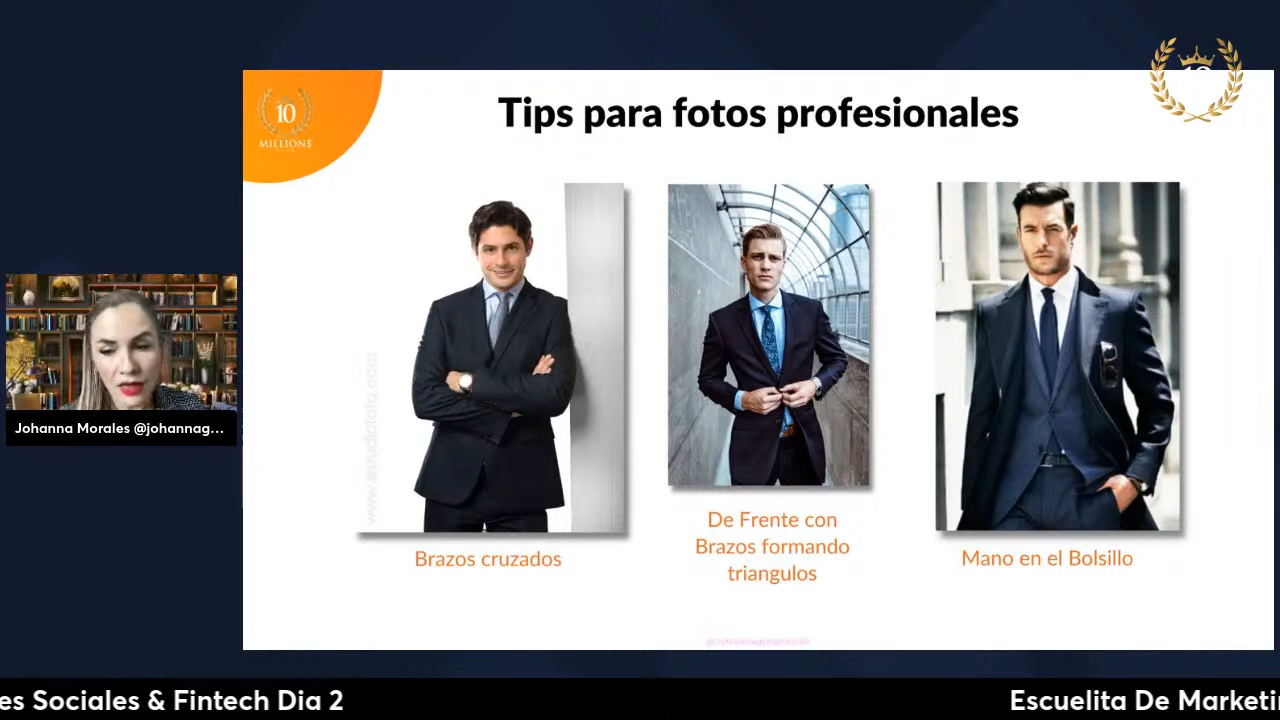 10
MILLION$
Tips para fotos profesionales
Johanna Morales @johannag...
Brazos cruzados
De Frente con
Brazos formando
triangulos
Mano en el Bolsillo
es Sociales & Fintech Dia 2
Escuelita De Marketi